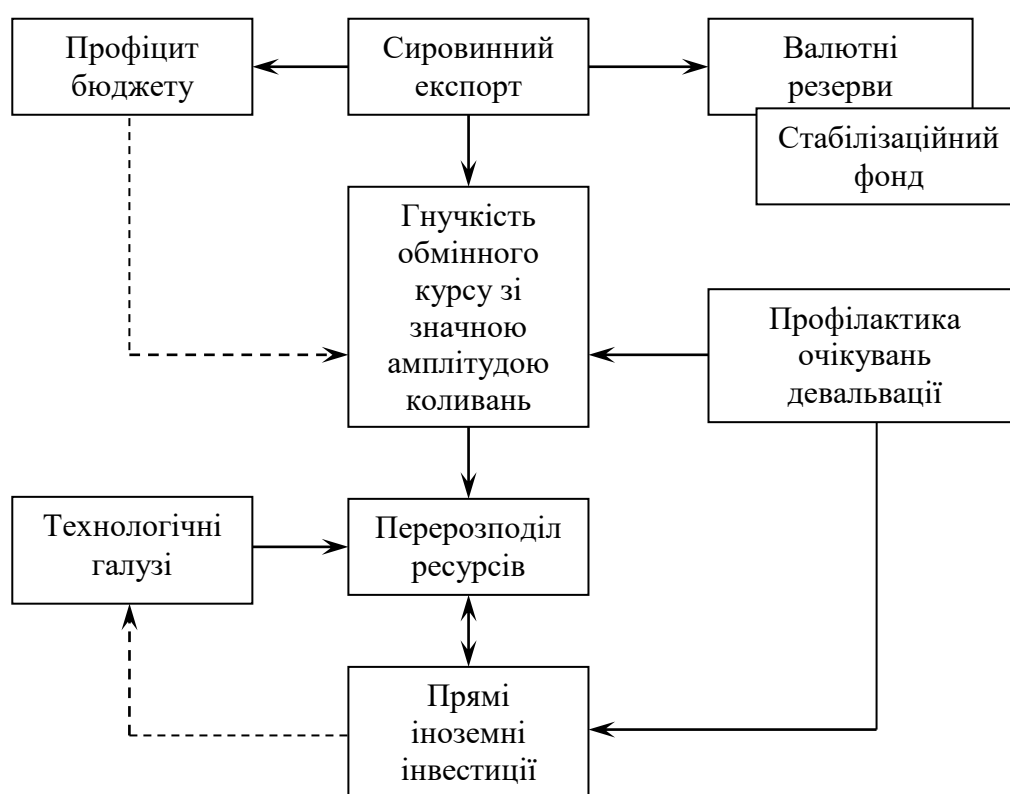 Профіцит
бюджету
Сировинний
експорт
Валютні
резерви
Стабілізаційний
фонд
Гнучкість
обмінного
курсу зі
значною
амплітудою
коливань
Профілактика
очікувань
девальвації
Технологічні
галузі
Перерозподіл
ресурсів
Прямі
іноземні
інвестиції